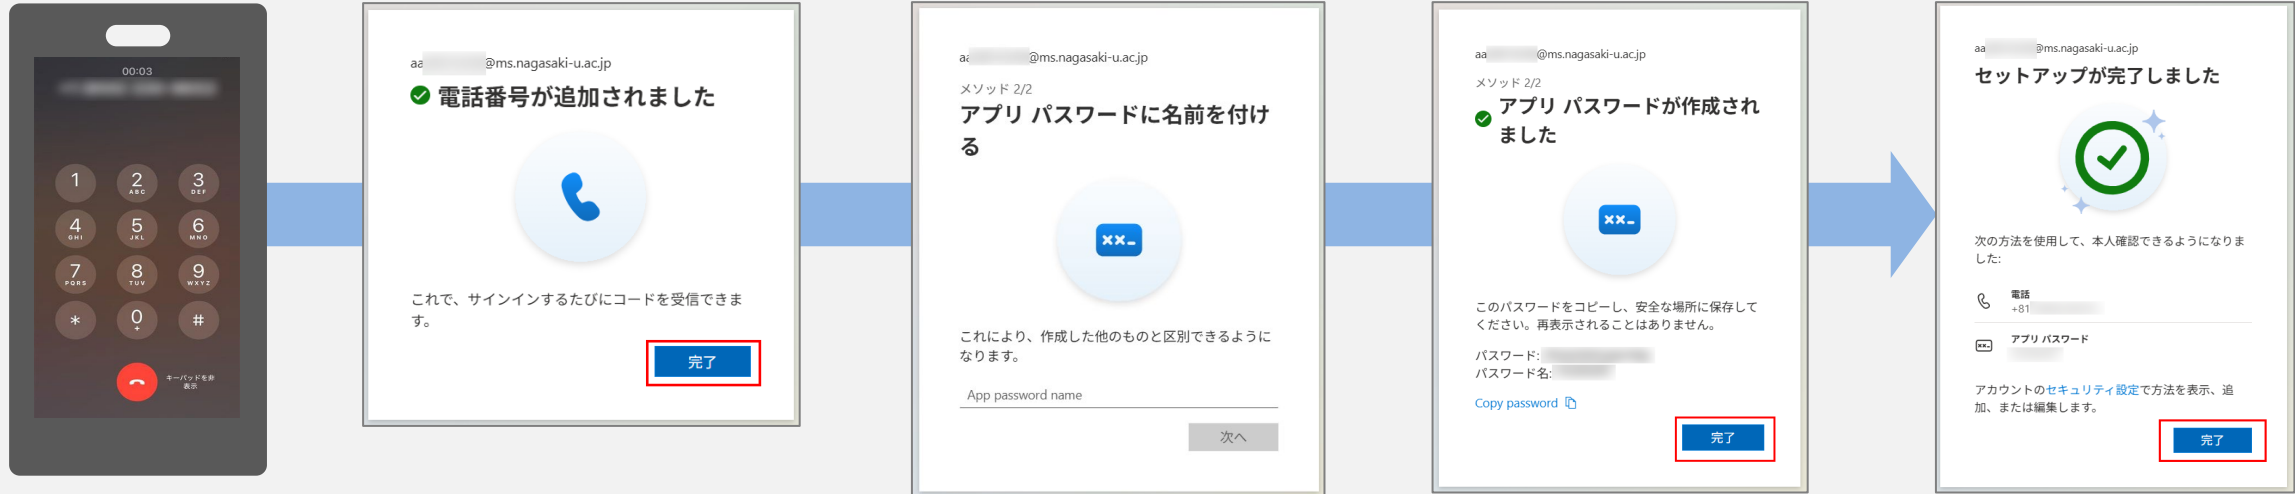 00:03
1
2
ABC
3
DEF
4
GHI
5
JKL
6
MNO
7
PQRS
8
TUV
9
WXYZ
*
0
+
#
キーパッドを非
表示
aa @ms.nagasaki-u.ac.jp
電話番号が追加されました
これで、サインインするたびにコードを受信できま
す。
完了
aa @ms.nagasaki-u.ac.jp
メソッド 2/2
アプリ パスワードに名前を付け
る
xx-
これにより、作成した他のものと区別できるように
なります。
App password name
次へ
aa @ms.nagasaki-u.ac.jp
メソッド 2/2
アプリ パスワードが作成され
ました
xx-
このパスワードをコピーし、安全な場所に保存して
ください。再表示されることはありません。
パスワード:
パスワード名:
Copy password
完了
aa @ms.nagasaki-u.ac.jp
セットアップが完了しました
次の方法を使用して、本人確認できるようになりま
した:
電話
+81
xx-
アプリ パスワード
アカウントのセキュリティ設定で方法を表示、追
加、または編集します。
完了